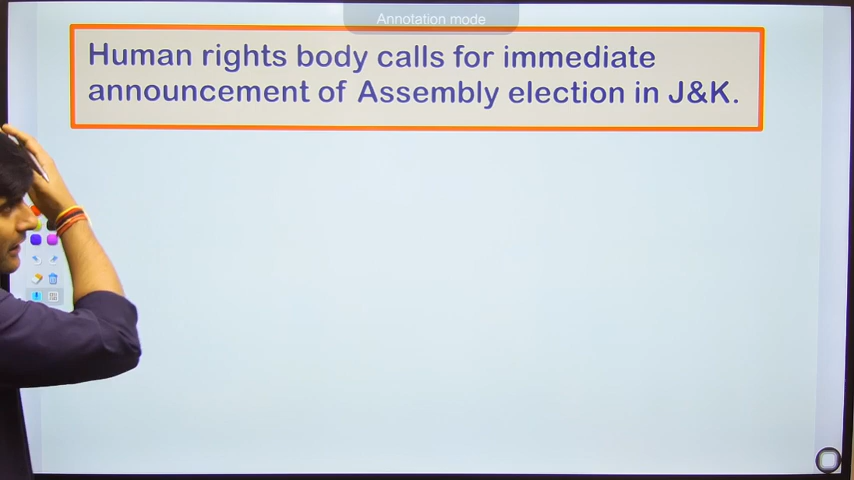 Annotation mode
Human rights body calls for immediate
announcement of Assembly election in J&K.